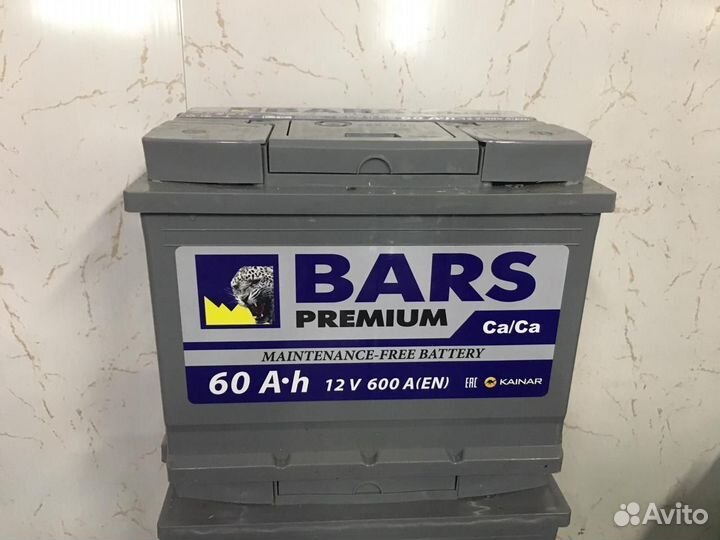 BARS
PREMIUM
Ca/Ca
MAINTENANCE-FREE BATTERY
60 A·h 12 V 600 A(EN) EAC KAINAR
Avito